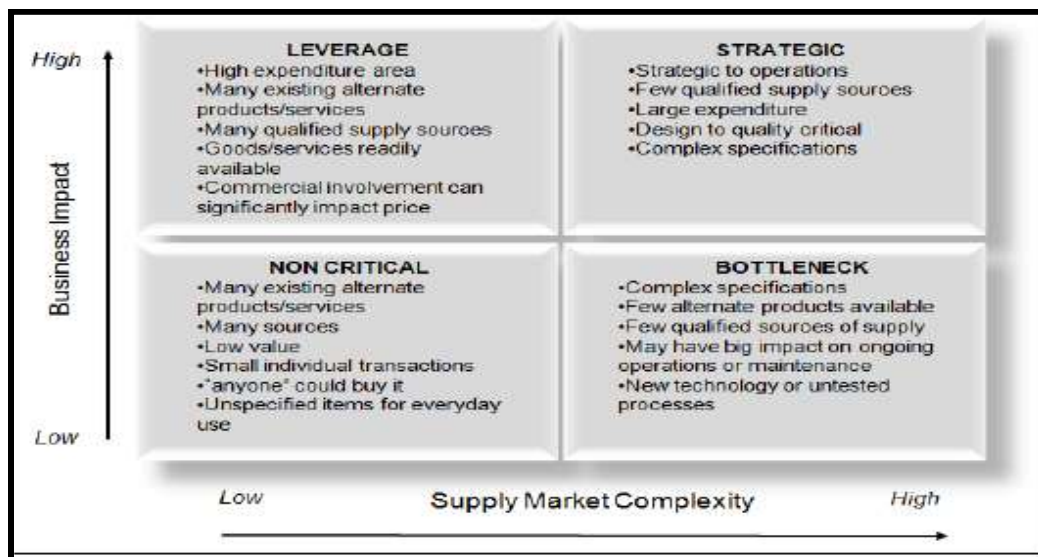 High
Business Impact
Low
LEVERAGE
•High expenditure area
•Many existing alternate
products/services
•Many qualified supply sources
•Goods/services readily
available
•Commercial involvement can
significantly impact price
STRATEGIC
•Strategic to operations
•Few qualified supply sources
•Large expenditure
•Design to quality critical
•Complex specifications
NON CRITICAL
•Many existing alternate
products/services
•Many sources
•Low value
•Small individual transactions
•"anyone" could buy it
•Unspecified items for everyday
use
BOTTLENECK
•Complex specifications
•Few alternate products available
•Few qualified sources of supply
•May have big impact on ongoing
operations or maintenance
•New technology or untested
processes
Low
Supply Market Complexity
High